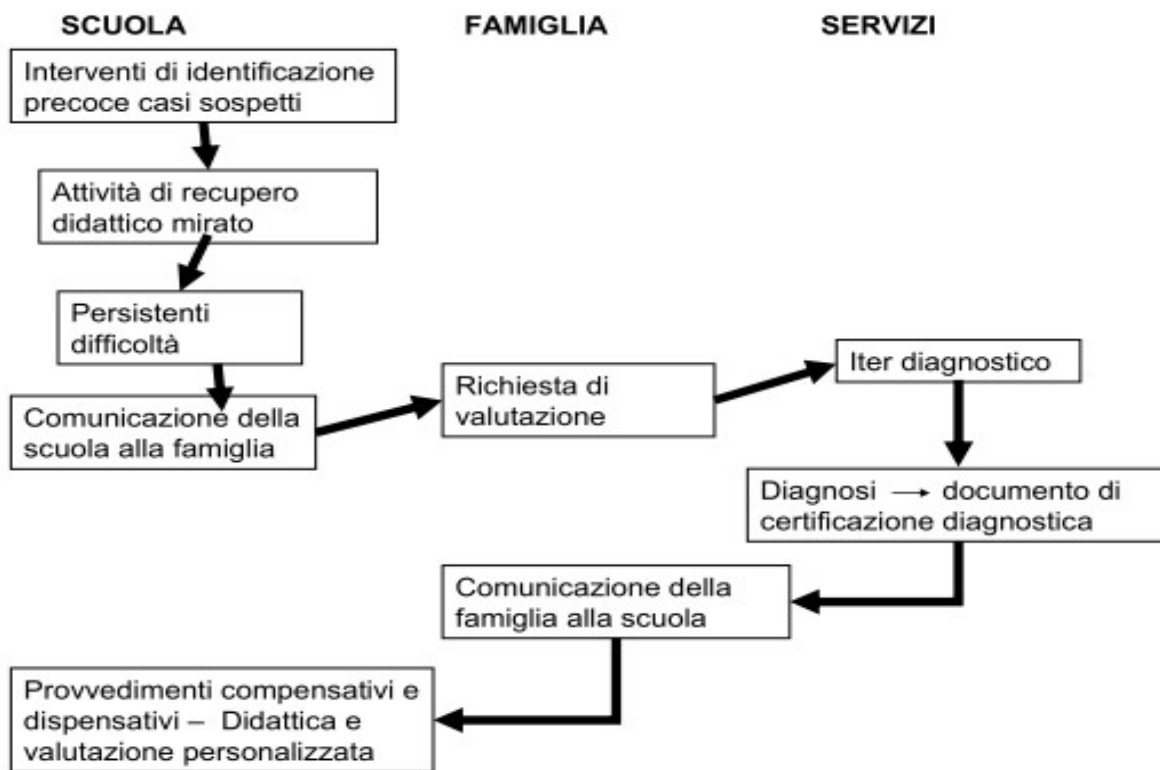 SCUOLA FAMIGLIA SERVIZI
Interventi di identificazione
precoce casi sospetti
Attività di recupero
didattico mirato
Persistenti
difficoltà
Comunicazione della
scuola alla famiglia
Richiesta di
valutazione
Iter diagnostico
Diagnosi → documento di
certificazione diagnostica
Comunicazione della
famiglia alla scuola
Provvedimenti compensativi e
dispensativi – Didattica e
valutazione personalizzata